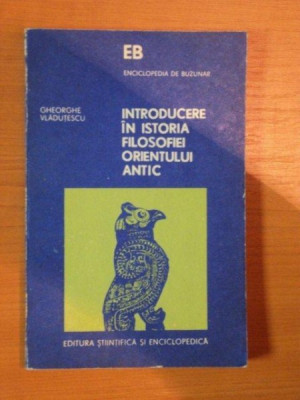 EB
ENCICLOPEDIA DE BUZUNAR
GHEORGHE
VLĂDUȚESCU
INTRODUCERE
ÎN ISTORIA
FILOSOFIEI
ORIENTULUI
ANTIC
EDITURA ȘTIINȚIFICĂ ȘI ENCICLOPEDICĂ